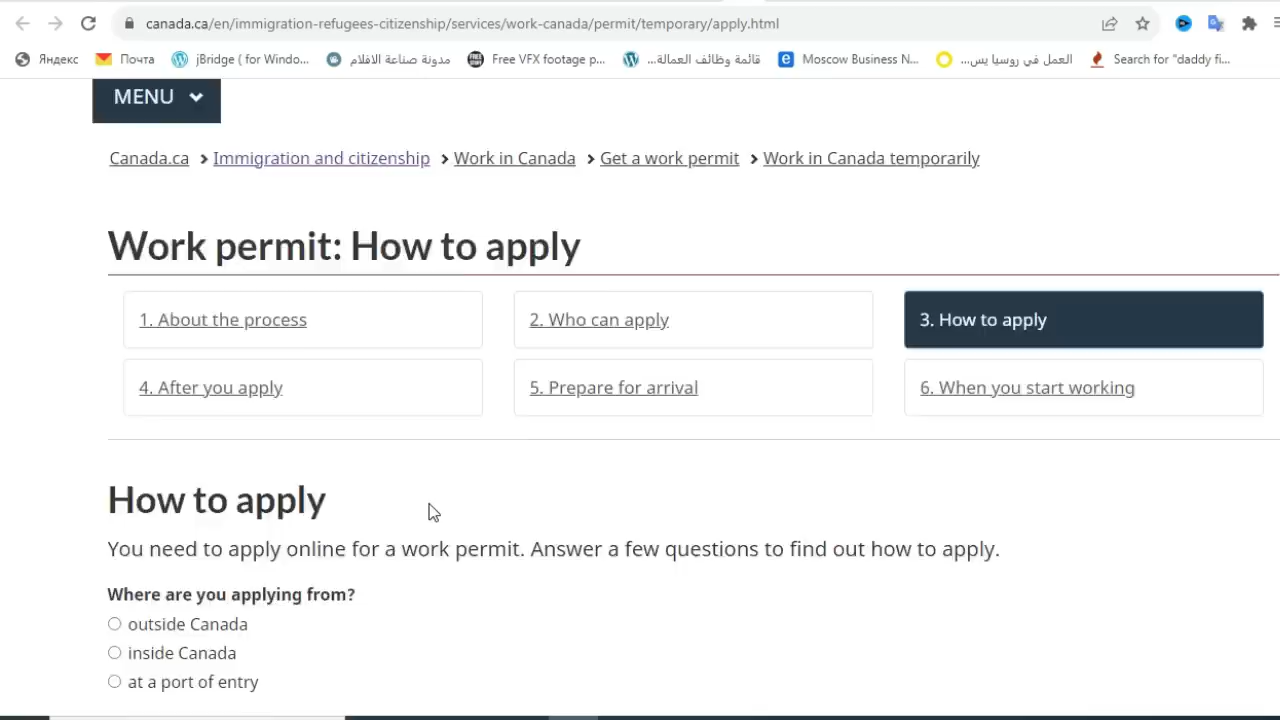 canada.ca/en/immigration-refugees-citizenship/services/work-canada/permit/temporary/apply.html
Яндекс Почта jBridge ( for Windo... مدونة صناعة الافلام Free VFX footage p... قائمة وظائف العمالة... Moscow Business N... العمل في روسيا يس... Search for "daddy fi...
MENU
Canada.ca Immigration and citizenship Work in Canada Get a work permit Work in Canada temporarily
Work permit: How to apply
1. About the process 2. Who can apply 3. How to apply
4. After you apply 5. Prepare for arrival 6. When you start working
How to apply
You need to apply online for a work permit. Answer a few questions to find out how to apply.
Where are you applying from?
outside Canada
inside Canada
at a port of entry